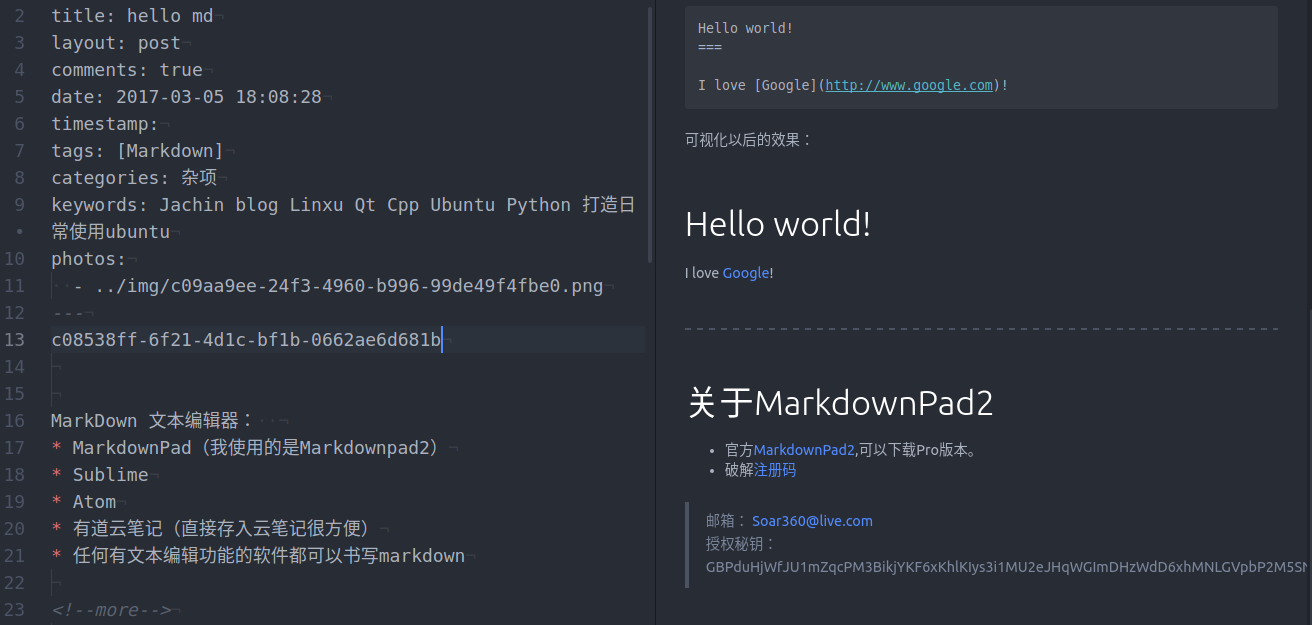 2 title: hello md
3 layout: post
4 comments: true
5 date: 2017-03-05 18:08:28
6 timestamp:
7 tags: [Markdown]
8 categories: 杂项
9 keywords: Jachin blog Linxu Qt Cpp Ubuntu Python 打造日
• 常使用ubuntu
10 photos:
11 - ../img/c09aa9ee-24f3-4960-b996-99de49f4fbe0.png
12 ---
13 c08538ff-6f21-4d1c-bf1b-0662ae6d681b
14
15
16 MarkDown 文本编辑器：
17 * MarkdownPad（我使用的是Markdownpad2）
18 * Sublime
19 * Atom
20 * 有道云笔记（直接存入云笔记很方便）
21 * 任何有文本编辑功能的软件都可以书写markdown
22
23 <!--more-->
Hello world!
===
I love [Google](http://www.google.com)!
可视化以后的效果：
Hello world!
I love Google!
关于MarkdownPad2
• 官方MarkdownPad2,可以下载Pro版本。
• 破解注册码
邮箱： Soar360@live.com
授权秘钥：
GBPduHjWfJU1mZqcPM3BikjYKF6xKhlKIys3i1MU2eJHqWGImDHzWdD6xhMNLGVpbP2M5SN